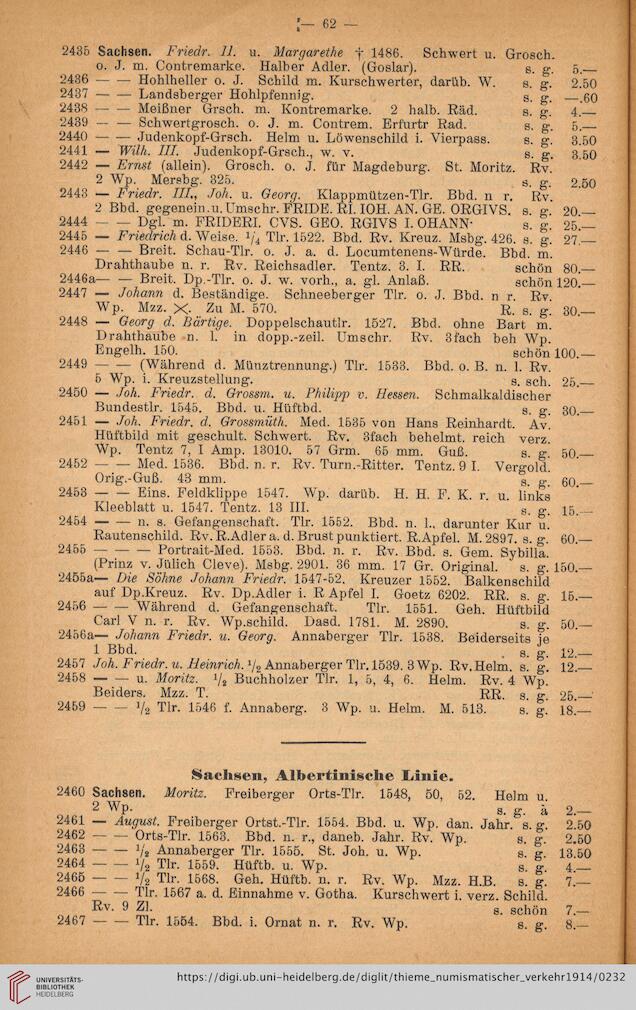 — 62 —
2435 Sachsen. Friedr. II. u. Margarethe † 1486. Schwert u. Grosch.
o. J. m. Contremarke. Halber Adler. (Goslar). s. g. 5.—
2436 — — Hohlheller o. J. Schild m. Kurschwerter, darüb. W. s. g. 2.50
2437 — — Landsberger Hohlpfennig. s. g. —.60
2438 — — Meißner Grsch. m. Kontremarke. 2 halb. Räd. s. g. 4.—
2439 — — Schwertgrosch. o. J. m. Contrem. Erfurtr Rad. s. g. 5.—
2440 — — Judenkopf-Grsch. Helm u. Löwenschild i. Vierpass. s. g. 3.50
2441 — Wilh. III. Judenkopf-Grsch., w. v. s. g. 3.50
2442 — Ernst (allein). Grosch. o. J. für Magdeburg. St. Moritz. Rv.
2 Wp. Mersbg. 325. s. g. 2.50
2443 — Friedr. III., Joh. u. Georg. Klappmützen-Tlr. Bbd. n r. Rv.
2 Bbd. gegenein. u. Umschr. FRIDE. RI. IOH. AN. GE. ORGIVS. s. g. 20.—
2444 — — Dgl. m. FRIDERI. CVS. GEO. RGIVS I. OHANN· s. g. 25.—
2445 — Friedrich d. Weise. 1/4 Tlr. 1522. Bbd. Rv. Kreuz. Msbg. 426. s. g. 27.—
2446 — — Breit. Schau-Tlr. o. J. a. d. Locumtenens-Würde. Bbd. m.
Drahthaube n. r. Rv. Reichsadler. Tentz. 3. I. RR. schön 80.—
2446a— — Breit. Dp.-Tlr. o. J. w. vorh., a. gl. Anlaß. schön 120.—
2447 — Johann d. Beständige. Schneeberger Tlr. o. J. Bbd. n r. Rv.
Wp. Mzz. ⨉. Zu M. 570. R. s. g. 30.—
2448 — Georg d. Bärtige. Doppelschautlr. 1527. Bbd. ohne Bart m.
Drahthaube n. l. in dopp.-zeil. Umschr. Rv. 3fach beh Wp.
Engelh. 150. schön 100.—
2449 — — (Während d. Münztrennung.) Tlr. 1533. Bbd. o. B. n. l. Rv.
5 Wp. i. Kreuzstellung. s. sch. 25.—
2450 — Joh. Friedr. d. Grossm. u. Philipp v. Hessen. Schmalkaldischer
Bundestlr. 1545. Bbd. u. Hüftbd. s. g. 30.—
2451 — Joh. Friedr. d. Grossmüth. Med. 1535 von Hans Reinhardt. Av.
Hüftbild mit geschult. Schwert. Rv. 3fach behelmt. reich verz.
Wp. Tentz 7, I Amp. 13010. 57 Grm. 65 mm. Guß. s. g. 50.—
2452 — — Med. 1536. Bbd. n. r. Rv. Turn.-Ritter. Tentz. 9 I. Vergold.
Orig.-Guß. 43 mm. s. g. 60.—
2453 — — Eins. Feldklippe 1547. Wp. darüb. H. H. F. K. r. u. links
Kleeblatt u. 1547. Tentz. 13 III. s. g. 15.—
2454 — — n. s. Gefangenschaft. Tlr. 1552. Bbd. n. l.. darunter Kur u.
Rautenschild. Rv. R. Adler a. d. Brust punktiert. R.Apfel. M. 2897. s. g. 60.—
2455 — — — Portrait-Med. 1553. Bbd. n. r. Rv. Bbd. s. Gem. Sybilla.
(Prinz v. Jülich Cleve). Msbg. 2901. 36 mm. 17 Gr. Original. s. g. 150.—
2455a— Die Söhne Johann Friedr. 1547-52. Kreuzer 1552. Balkenschild
auf Dp.Kreuz. Rv. Dp.Adler i. R Apfel I. Goetz 6202. RR. s. g. 15.—
2456 — — Während d. Gefangenschaft. Tlr. 1551. Geh. Hüftbild
Carl V n. r. Rv. Wp.schild. Dasd. 1781. M. 2890. s. g. 50.—
2456a— Johann Friedr. u. Georg. Annaberger Tlr. 1538. Beiderseits je
1 Bbd. s. g. 12.—
2457 Joh. Friedr. u. Heinrich. 1/2 Annaberger Tlr. 1539. 3 Wp. Rv. Helm. s. g. 12.—
2458 — — u. Moritz. 1/2 Buchholzer Tlr. 1, 5, 4, 6. Helm. Rv. 4 Wp.
Beiders. Mzz. T. RR. s. g. 25.—
2459 — — 1/2 Tlr. 1546 f. Annaberg. 3 Wp. u. Helm. M. 513. s. g. 18.—
Sachsen, Albertinische Linie.
2460 Sachsen. Moritz. Freiberger Orts-Tlr. 1548, 50, 52. Helm u.
2 Wp. s. g. à 2.—
2461 — August. Freiberger Ortst.-Tlr. 1554. Bbd. u. Wp. dan. Jahr. s. g. 2.50
2462 — — Orts-Tlr. 1563. Bbd. n. r., daneb. Jahr. Rv. Wp. s. g. 2.50
2463 — — 1/2 Annaberger Tlr. 1555. St. Joh. u. Wp. s. g. 13.50
2464 — — 1/2 Tlr. 1559. Hüftb. u. Wp. s. g. 4.—
2465 — — 1/2 Tlr. 1568. Geh. Hüftb. n. r. Rv. Wp. Mzz. H.B. s. g. 7.—
2466 — — Tlr. 1567 a. d. Einnahme v. Gotha. Kurschwert i. verz. Schild.
Rv. 9 Zl. s. schön 7.—
2467 — — Tlr. 1554. Bbd. i. Ornat n. r. Rv. Wp. s. g. 8.—
UNIVERSITÄTS-
BIBLIOTHEK
HEIDELBERG
https://digi.ub.uni-heidelberg.de/diglit/thieme_numismatischer_verkehr1914/0232